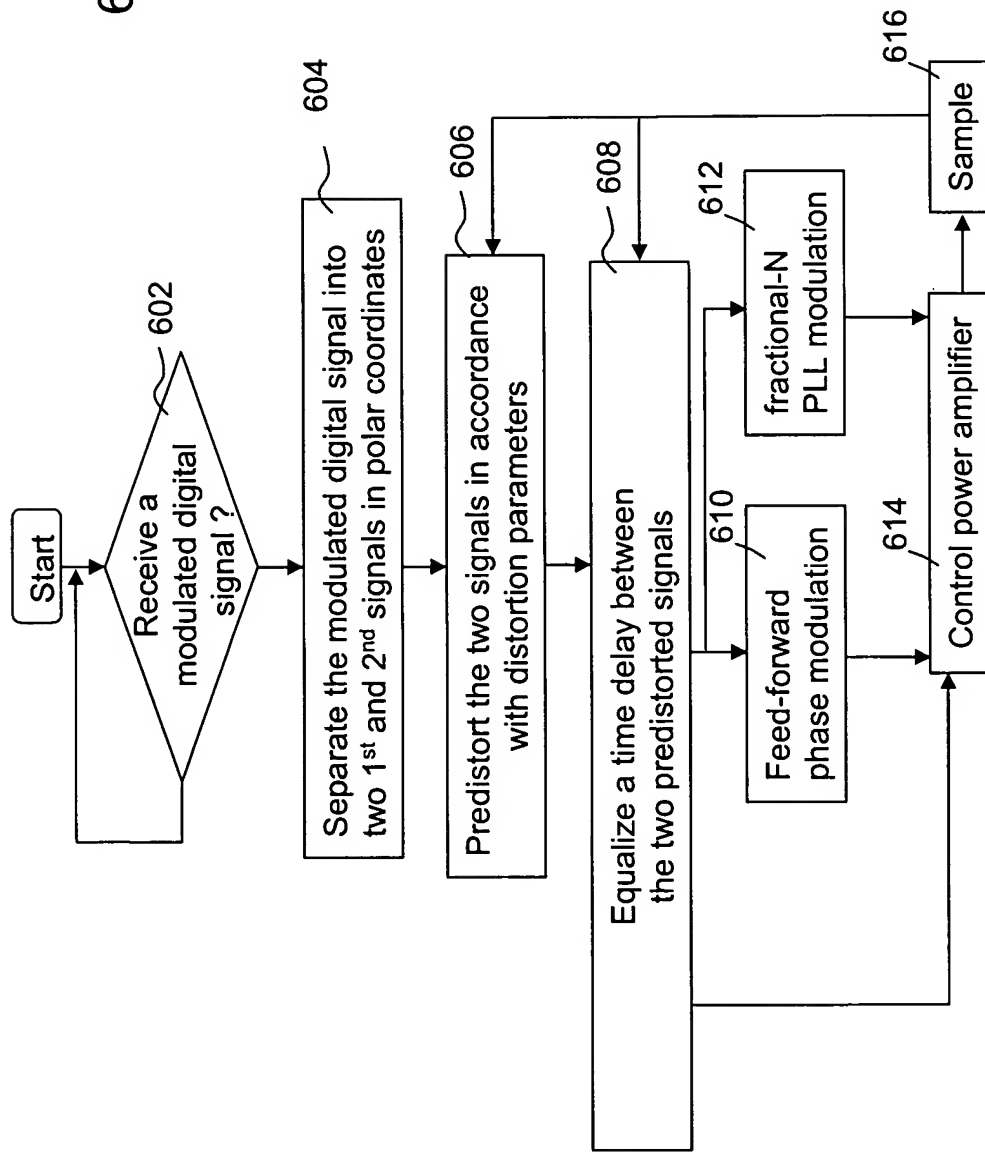 6
Start
602
Receive a
modulated digital
signal ?
604
Separate the modulated digital signal into
two 1st and 2nd signals in polar coordinates
606
Predistort the two signals in accordance
with distortion parameters
608
Equalize a time delay between
the two predistorted signals
610
Feed-forward
phase modulation
612
fractional-N
PLL modulation
614
Control power amplifier
616
Sample